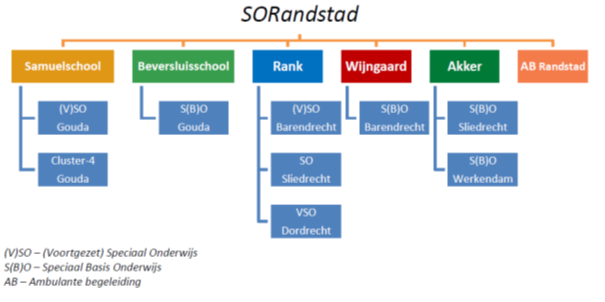 SORandstad
Samuelschool
Beversluisschool
Rank
Wijngaard
Akker
AB Randstad
(V)SO
Gouda
S(B)O
Gouda
(V)SO
Barendrecht
S(B)O
Barendrecht
S(B)O
Sliedrecht
Cluster-4
Gouda
SO
Sliedrecht
S(B)O
Werkendam
VSO
Dordrecht
(V)SO – (Voortgezet) Speciaal Onderwijs
S(B)O – Speciaal Basis Onderwijs
AB – Ambulante begeleiding